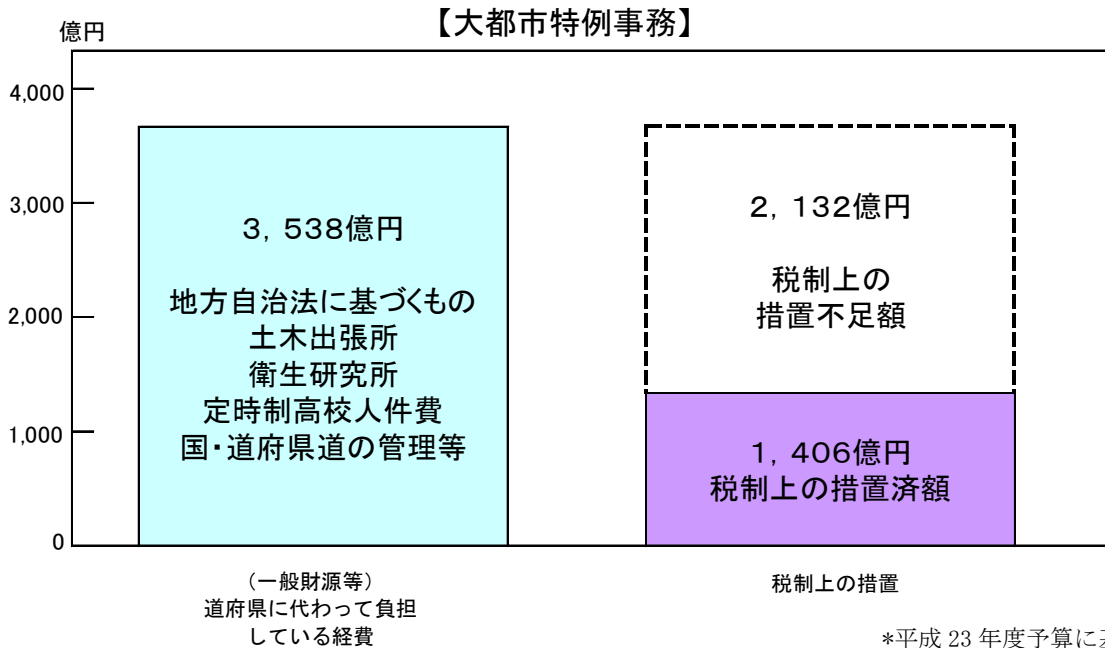 【大都市特例事務】
億円
4,000
3,000
2,000
1,000
0
3,538億円
地方自治法に基づくもの
土木出張所
衛生研究所
定時制高校人件費
国・道府県道の管理等
2,132億円
税制上の
措置不足額
1,406億円
税制上の措置済額
（一般財源等）
道府県に代わって負担
している経費
税制上の措置
*平成 23 年度予算に